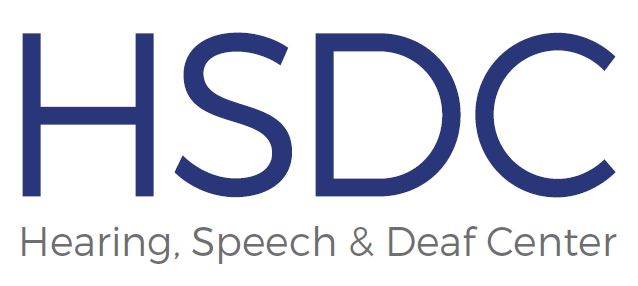 HSDC
Hearing, Speech & Deaf Center